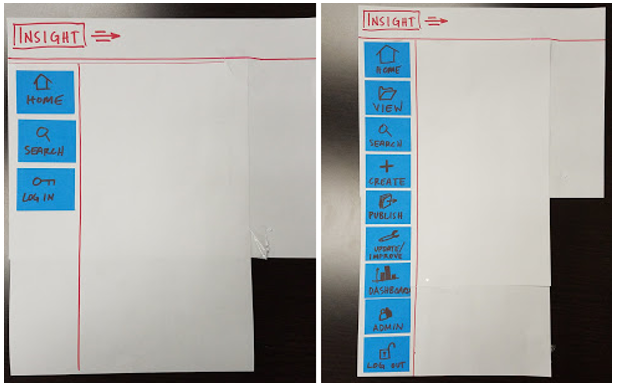 INSIGHT
HOME
SEARCH
LOG IN
INSIGHT
HOME
VIEW
SEARCH
CREATE
PUBLISH
UPDATE/
IMPROVE
DASHBOARD
ADMIN
LOG OUT